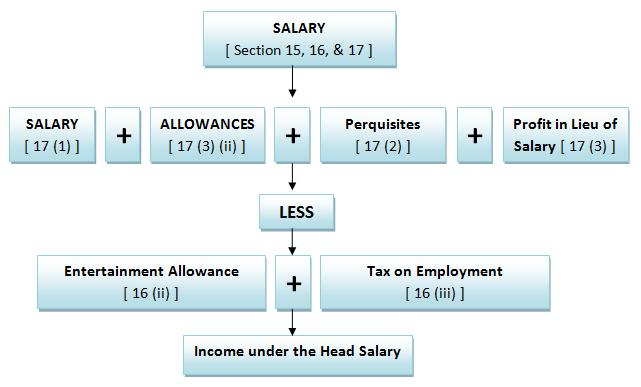 SALARY
[ Section 15, 16, & 17 ]
SALARY
[ 17 (1) ]
+
ALLOWANCES
[ 17 (3) (ii) ]
+
Perquisites
[ 17 (2) ]
+
Profit in Lieu of
Salary [ 17 (3) ]
LESS
Entertainment Allowance
[ 16 (ii) ]
+
Tax on Employment
[ 16 (iii) ]
Income under the Head Salary